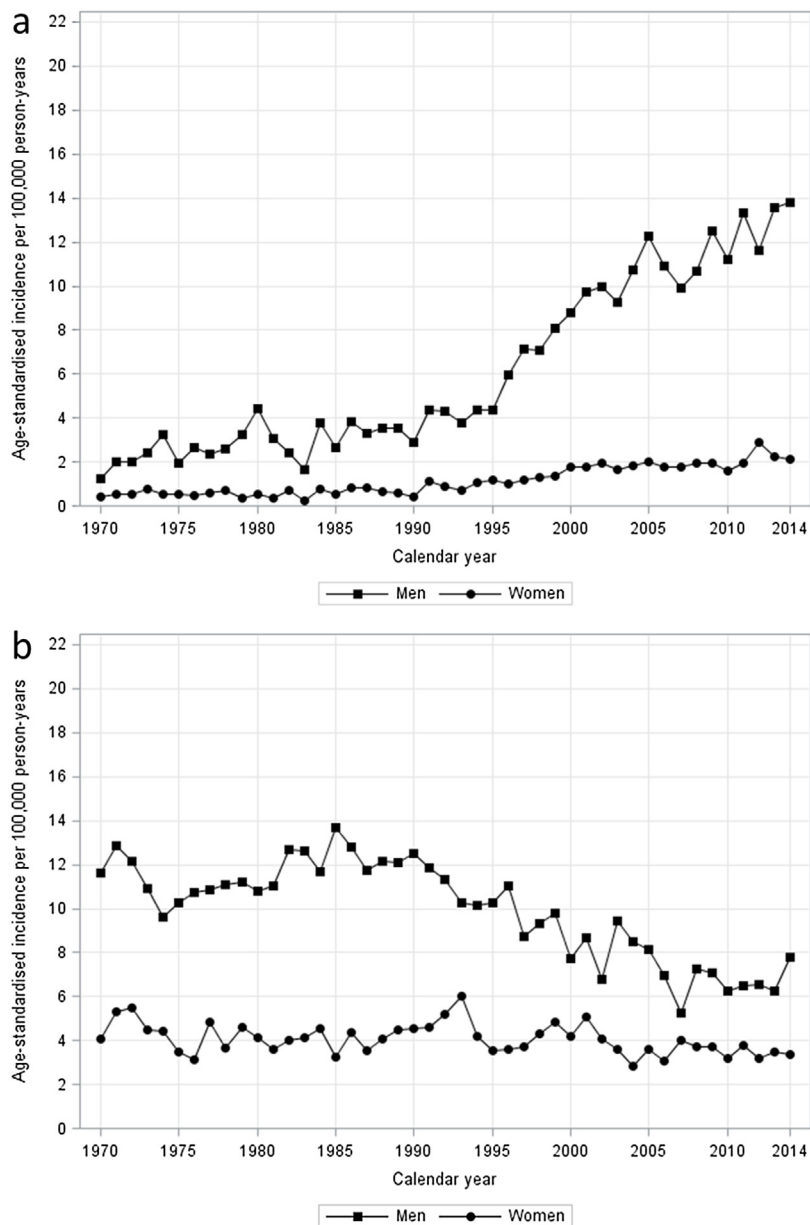 a
Age-standardised incidence per 100,000 person-years
22
20
18
16
14
12
10
8
6
4
2
0
1970 1975 1980 1985 1990 1995 2000 2005 2010 2014
Calendar year
Men Women
b
Age-standardised incidence per 100,000 person-years
22
20
18
16
14
12
10
8
6
4
2
0
1970 1975 1980 1985 1990 1995 2000 2005 2010 2014
Calendar year
Men Women